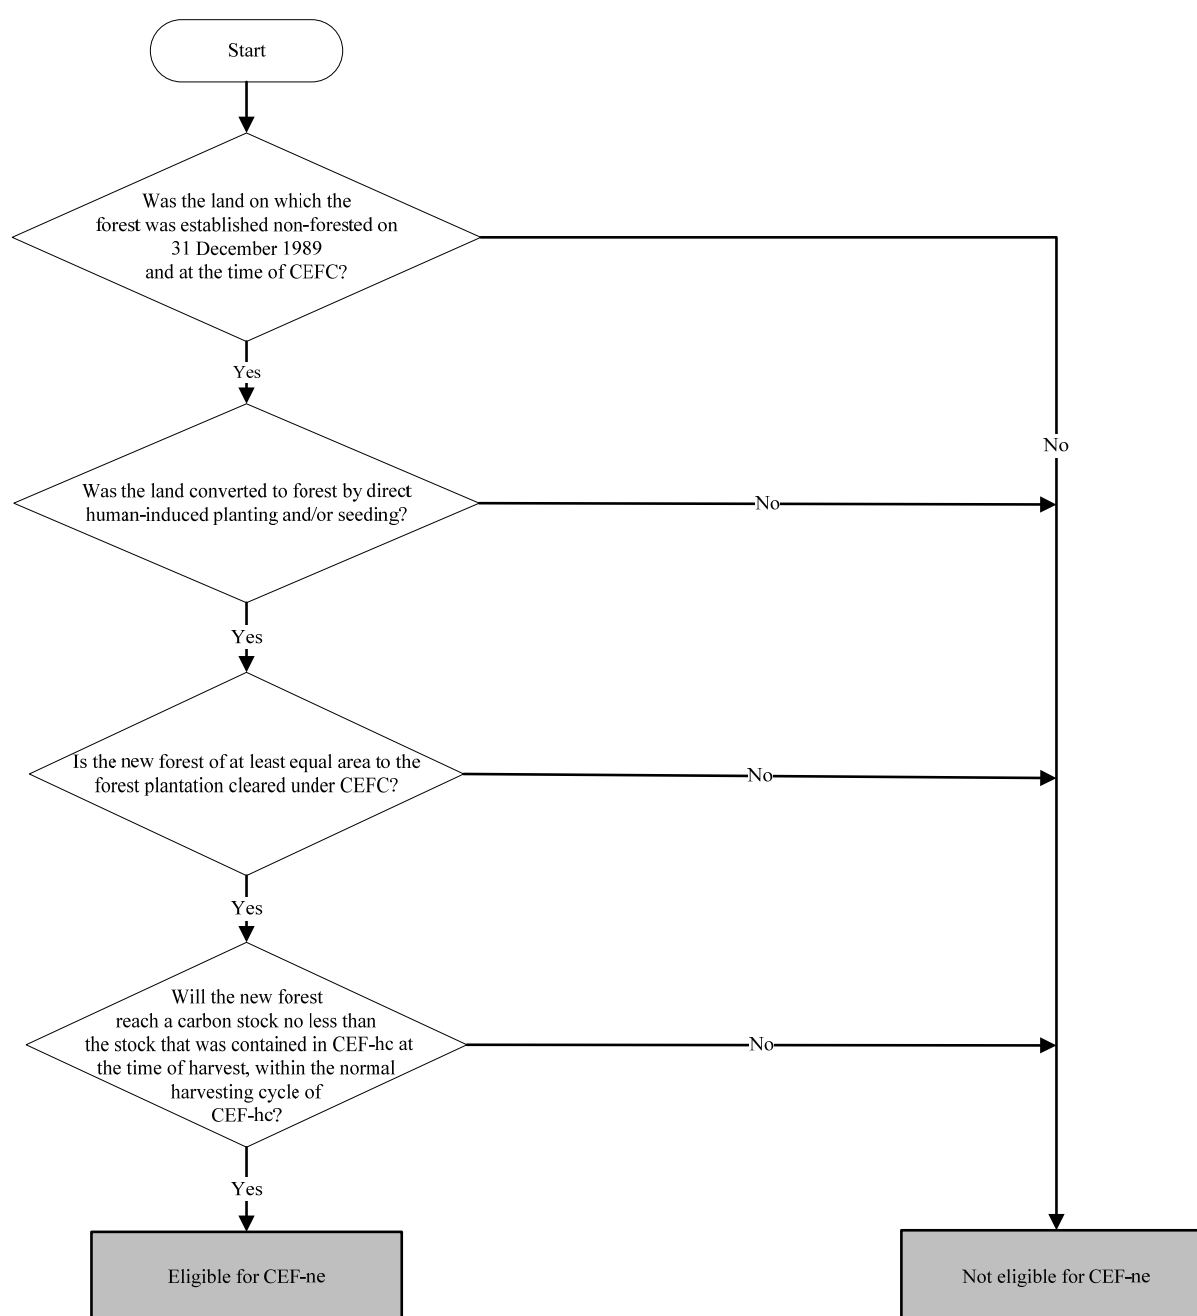 Start
Was the land on which the
forest was established non-forested on
31 December 1989
and at the time of CEFC?
Yes
No
Was the land converted to forest by direct
human-induced planting and/or seeding?
No
Yes
Is the new forest of at least equal area to the
forest plantation cleared under CEFC?
No
Yes
Will the new forest
reach a carbon stock no less than
the stock that was contained in CEF-hc at
the time of harvest, within the normal
harvesting cycle of
CEF-hc?
No
Yes
Eligible for CEF-ne
Not eligible for CEF-ne